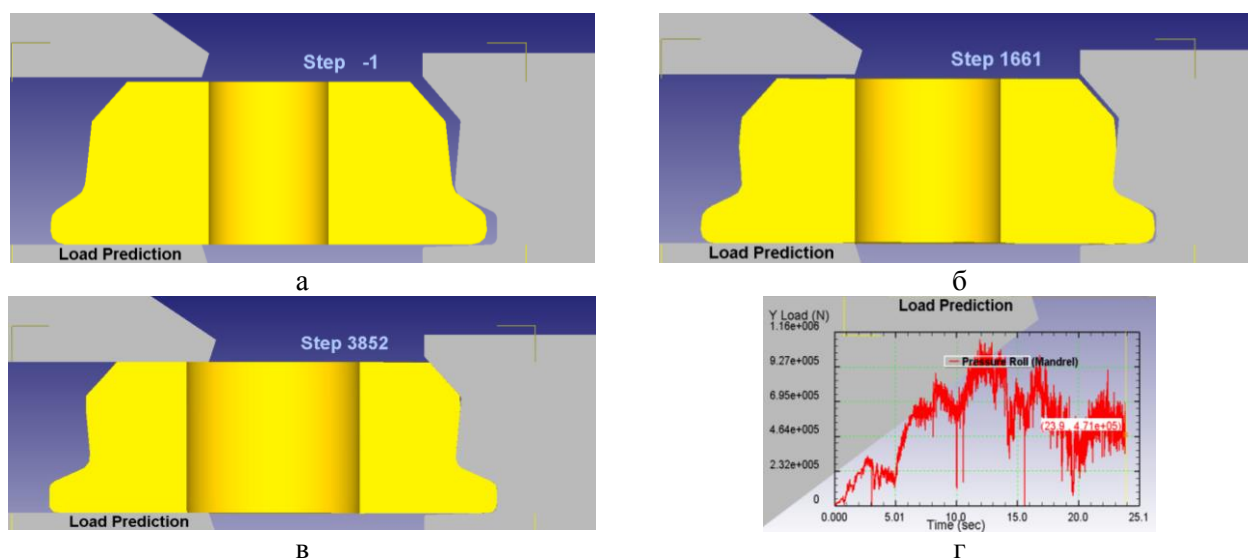 Step -1
Load Prediction
а
Step 1661
Load Prediction
б
Step 3852
Load Prediction
в
Load Prediction
Y Load (N)
1.16e+006
Pressure Roll (Mandrel)
9.27e+005
6.95e+005
(23.9, 4.71e+05)
4.64e+005
2.32e+005
0
0.000 5.01 10.0 15.0 20.0 25.1
Time (sec)
г